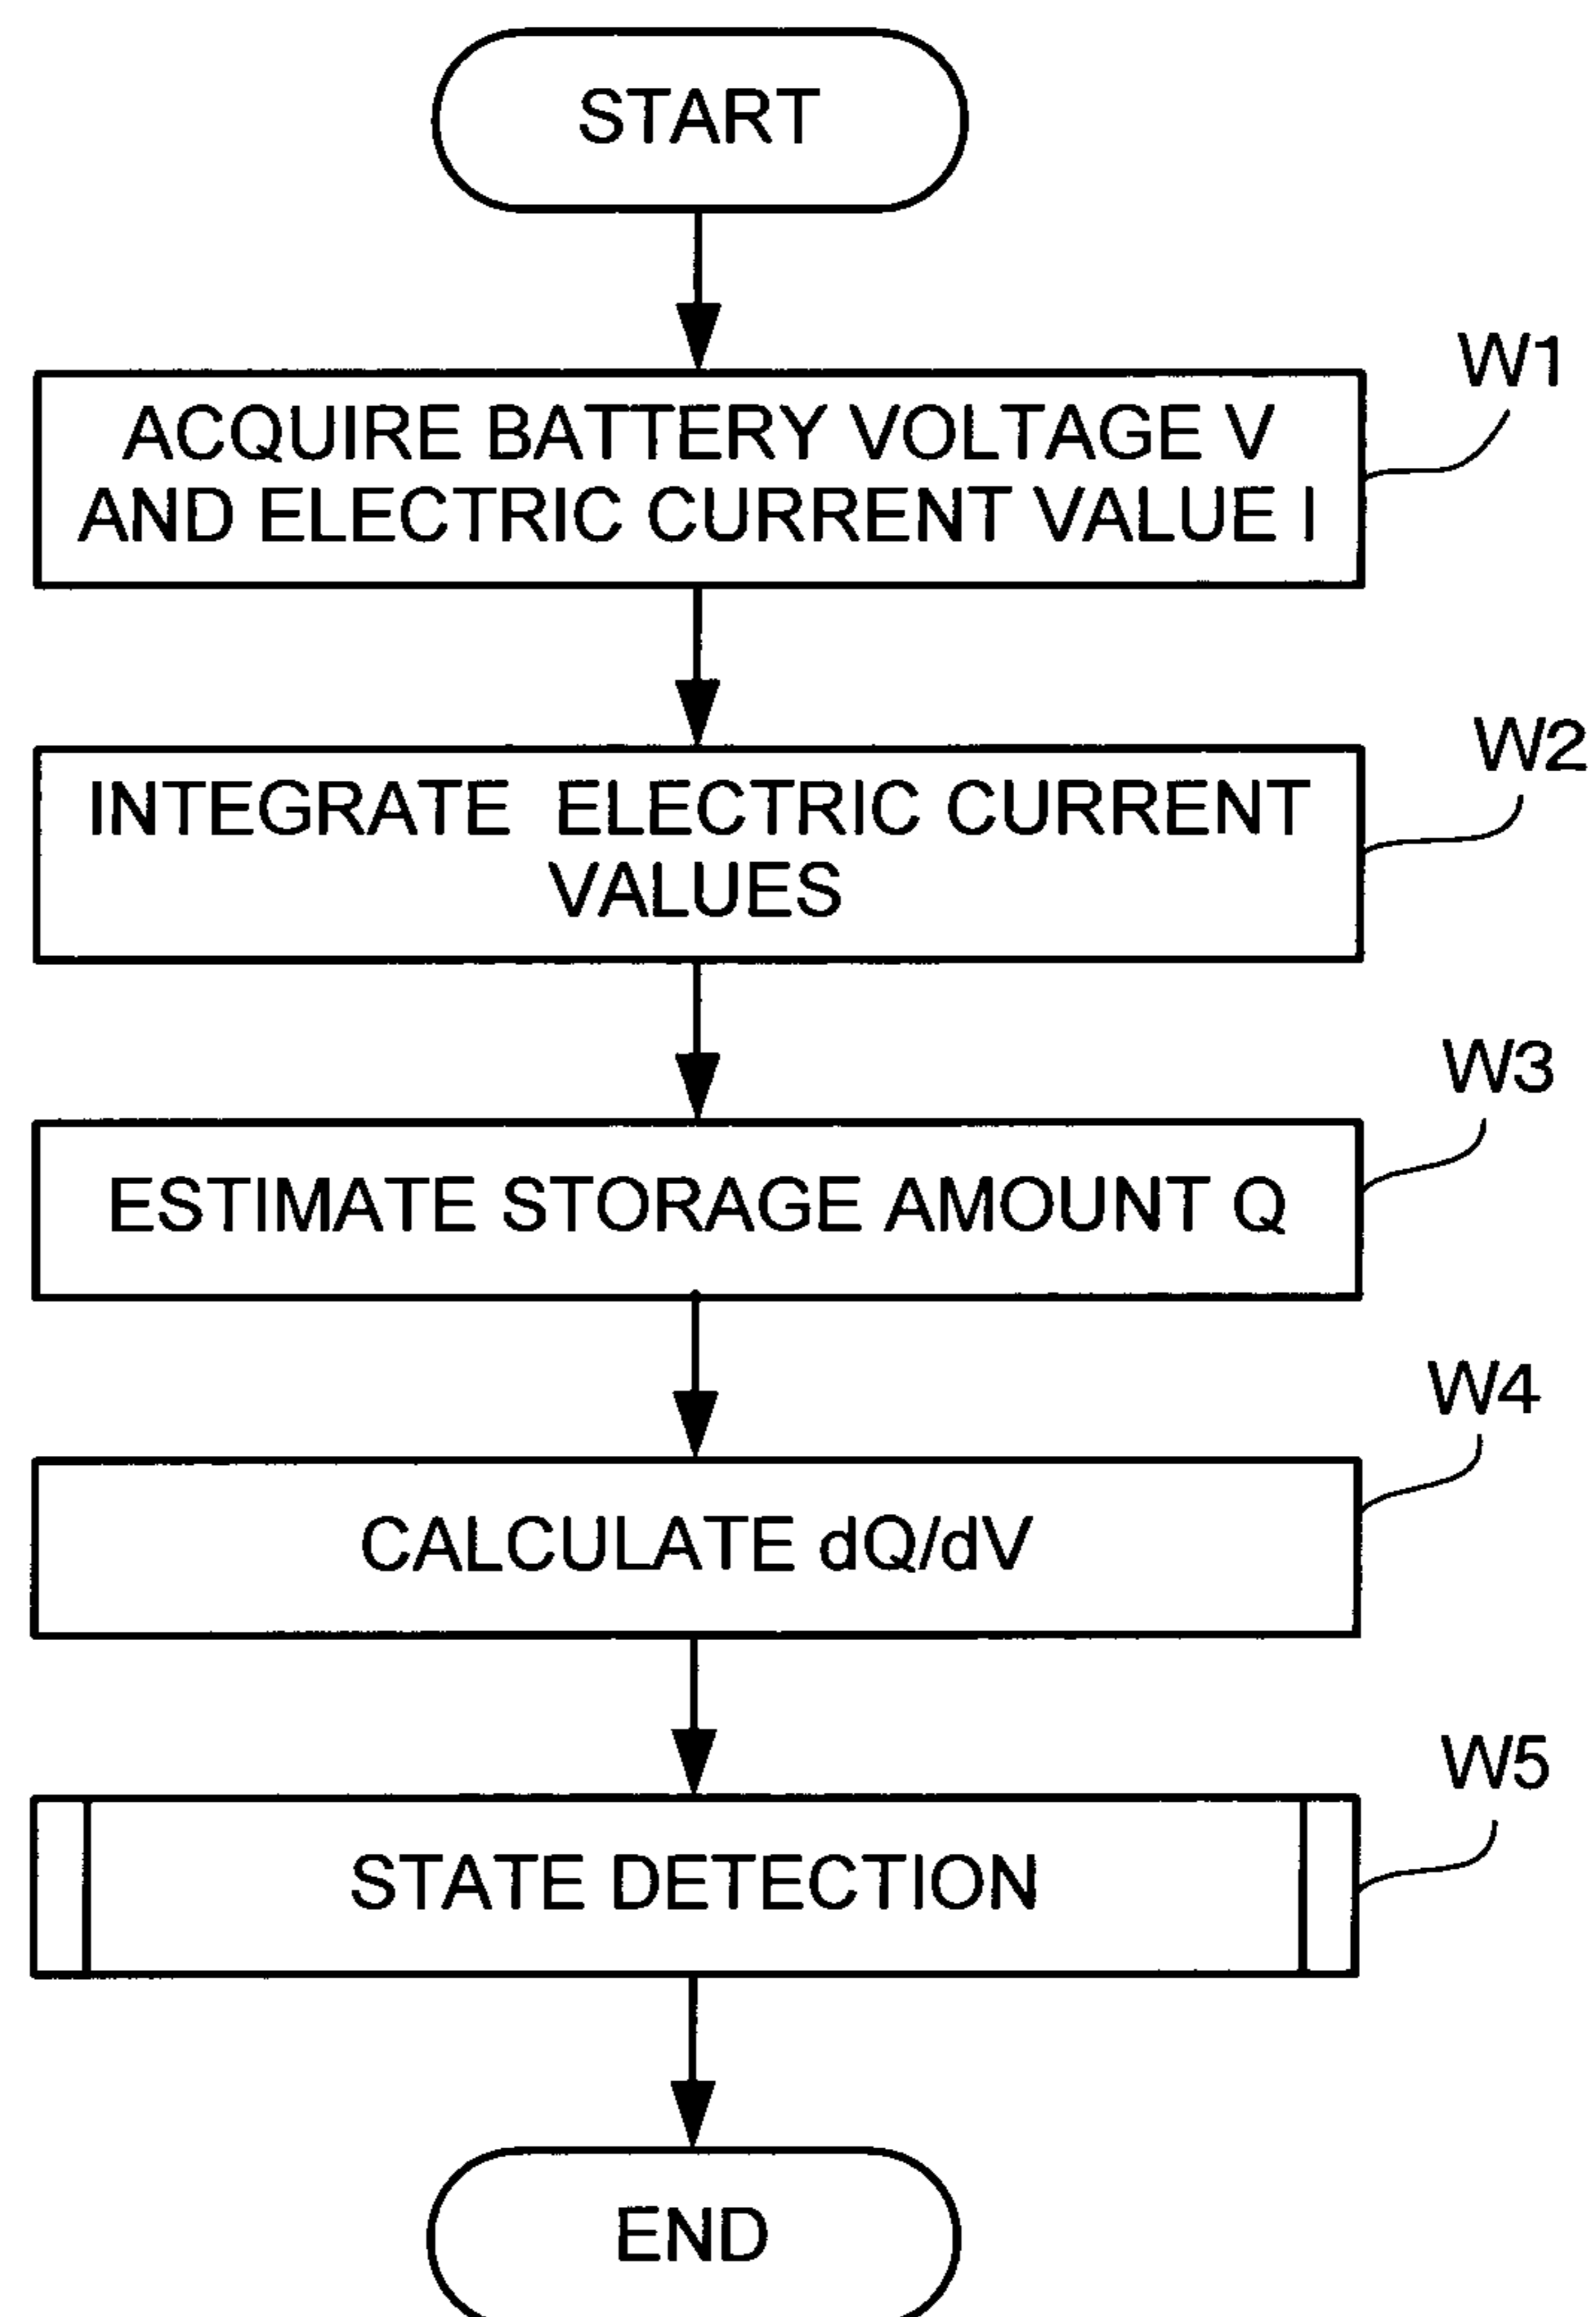 START
W1
ACQUIRE BATTERY VOLTAGE V
AND ELECTRIC CURRENT VALUE I
W2
INTEGRATE ELECTRIC CURRENT
VALUES
W3
ESTIMATE STORAGE AMOUNT Q
W4
CALCULATE dQ/dV
W5
STATE DETECTION
END